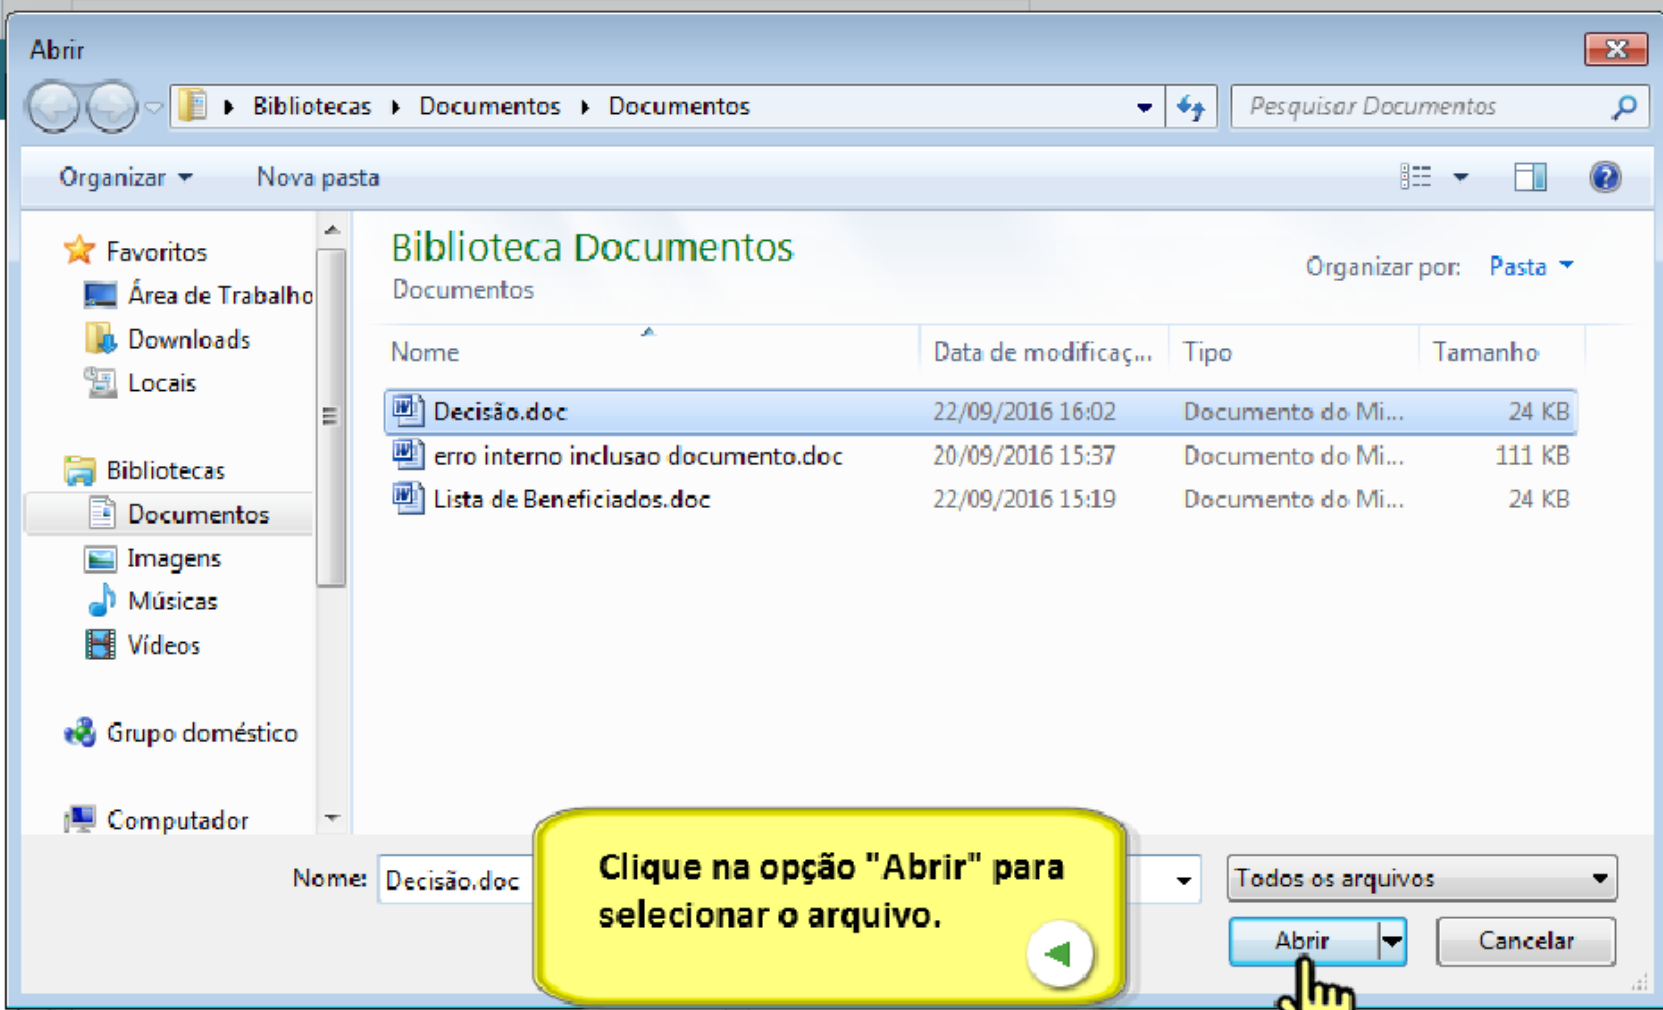 Abrir
Bibliotecas Documentos Documentos
Pesquisar Documentos
Organizar Nova pasta
Favoritos
Área de Trabalho
Downloads
Locais
Bibliotecas
Documentos
Imagens
Músicas
Vídeos
Grupo doméstico
Computador
Biblioteca Documentos
Documentos
Organizar por: Pasta
Nome Data de modificaç... Tipo Tamanho
Decisão.doc 22/09/2016 16:02 Documento do Mi... 24 KB
erro interno inclusao documento.doc 20/09/2016 15:37 Documento do Mi... 111 KB
Lista de Beneficiados.doc 22/09/2016 15:19 Documento do Mi... 24 KB
Nome: Decisão.doc
Todos os arquivos
Clique na opção "Abrir" para
selecionar o arquivo.
Abrir Cancelar